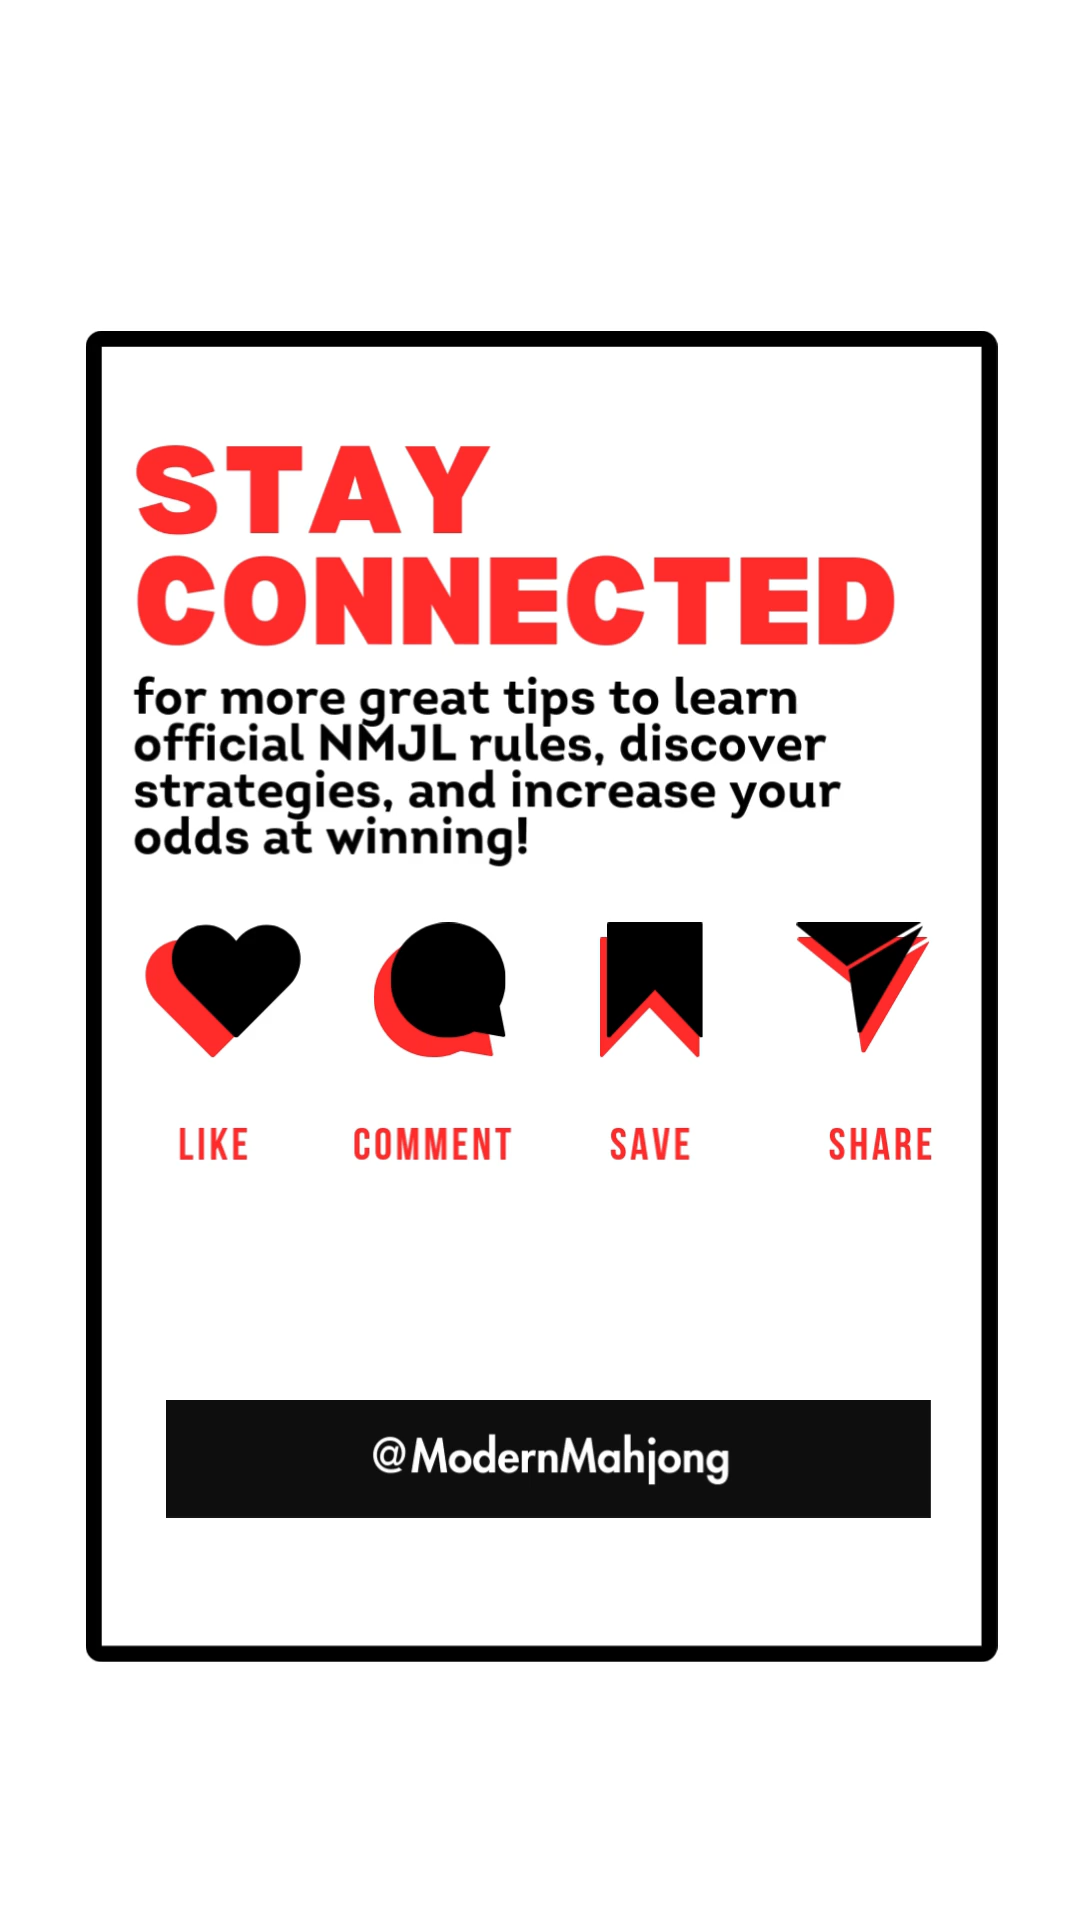 STAY
CONNECTED
for more great tips to learn
official NMJL rules, discover
strategies, and increase your
odds at winning!
LIKE COMMENT SAVE SHARE
@ModernMahjong